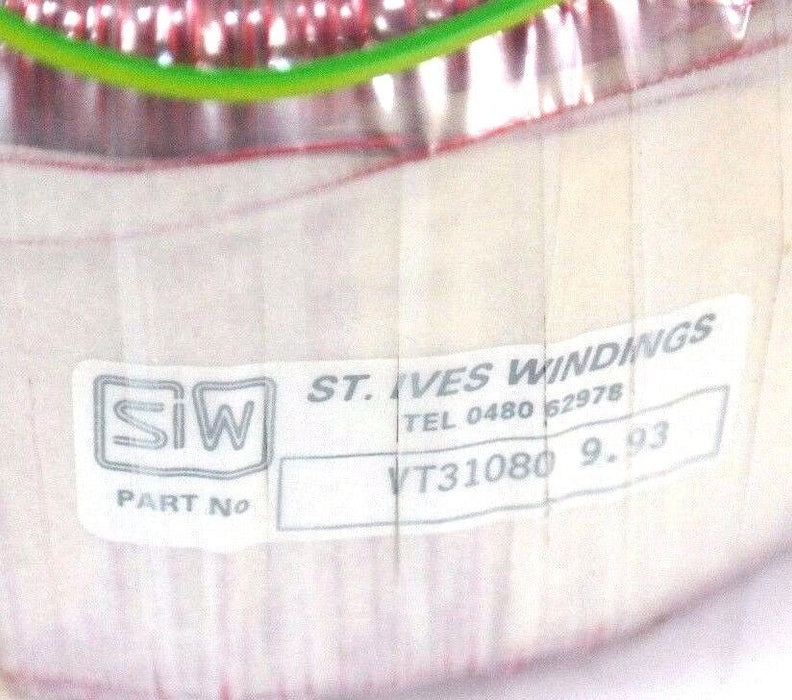 SiW
ST. IVES WINDINGS
TEL 0480 62978
PART No
VT31080 9.93